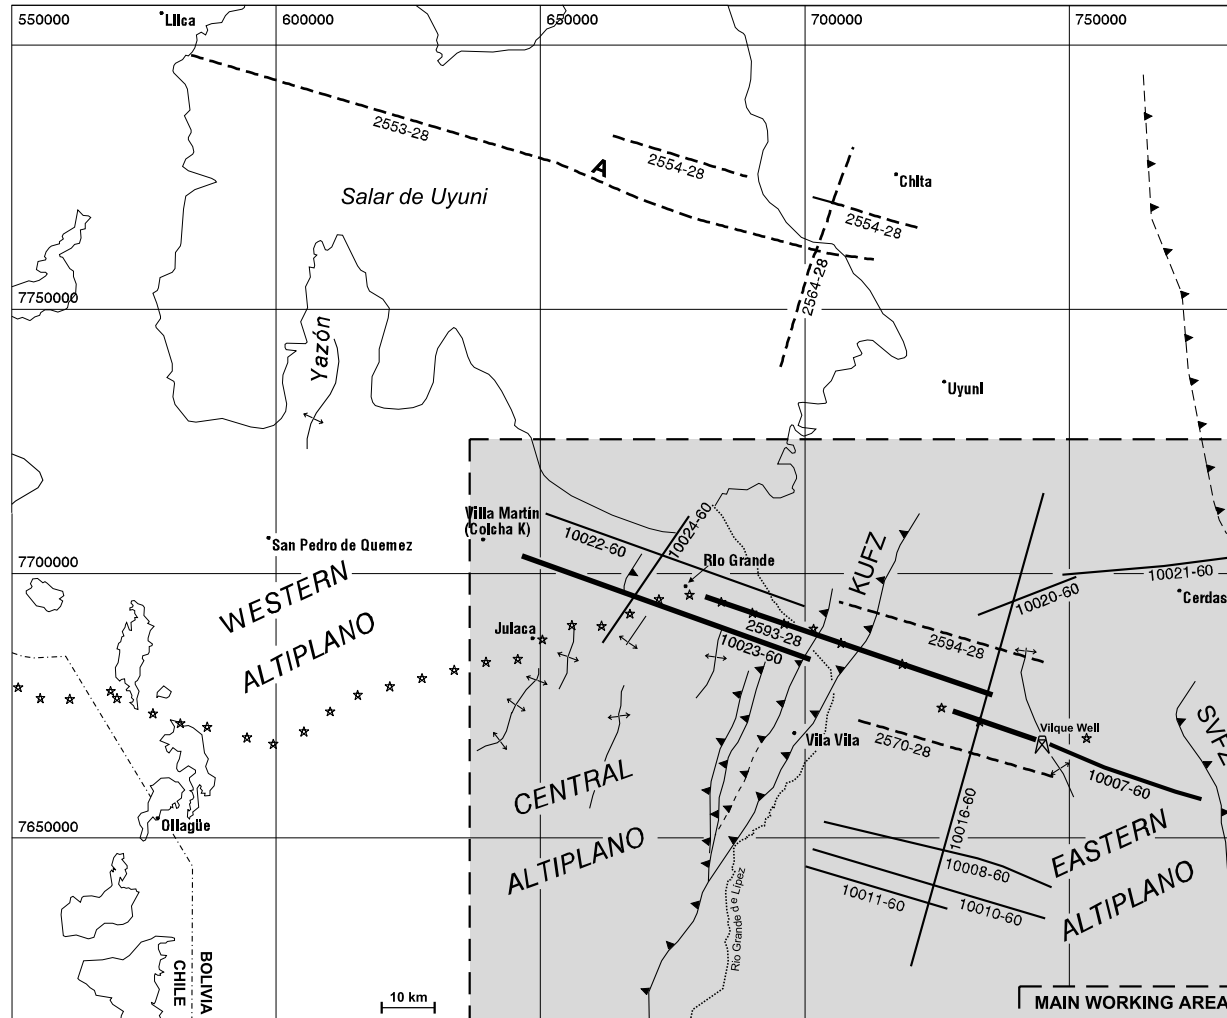 550000
600000
650000
700000
750000
Llica
2553-28
2554-28
A
Chita
Salar de Uyuni
2554-28
2564-28
7750000
Yazón
Uyuni
Villa Martín
(Colcha K)
10024-60
10022-60
San Pedro de Quemez
Rio Grande
KUFZ
7700000
10021-60
10020-60
Cerdas
WESTERN
ALTIPLANO
Julaca
2593-28
10023-60
2594-28
SVFZ
Vilque Well
Vila Vila
2570-28
10007-60
CENTRAL
ALTIPLANO
10016-60
7650000
Ollagüe
EASTERN
ALTIPLANO
10008-60
10011-60
10010-60
Rio Grande de Lípez
BOLIVIA
CHILE
10 km
MAIN WORKING AREA